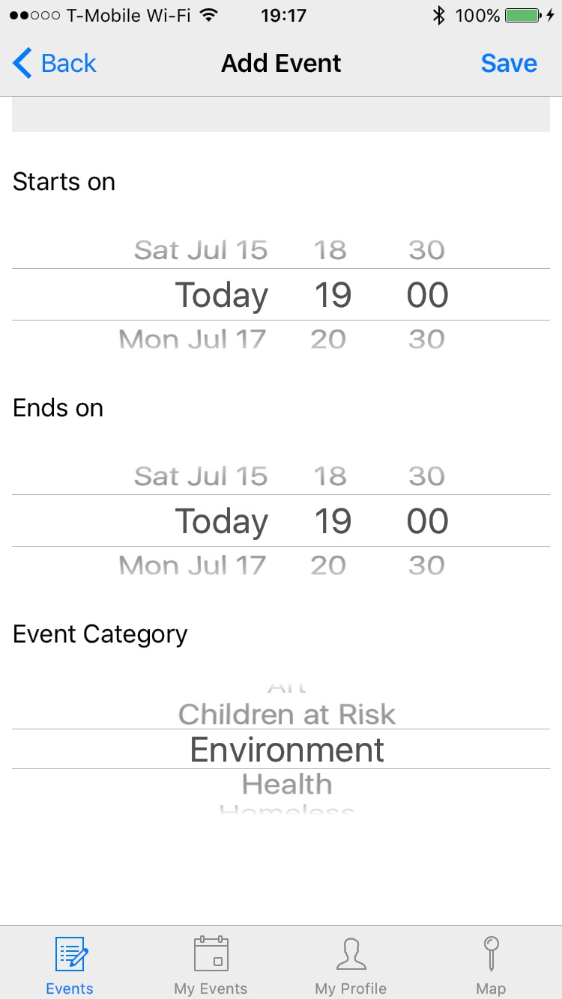 T-Mobile Wi-Fi 19:17 100%
Back Add Event Save
Starts on
Sat Jul 15 18 30
Today 19 00
Mon Jul 17 20 30
Ends on
Sat Jul 15 18 30
Today 19 00
Mon Jul 17 20 30
Event Category
Art
Children at Risk
Environment
Health
Homeless
Events My Events My Profile Map